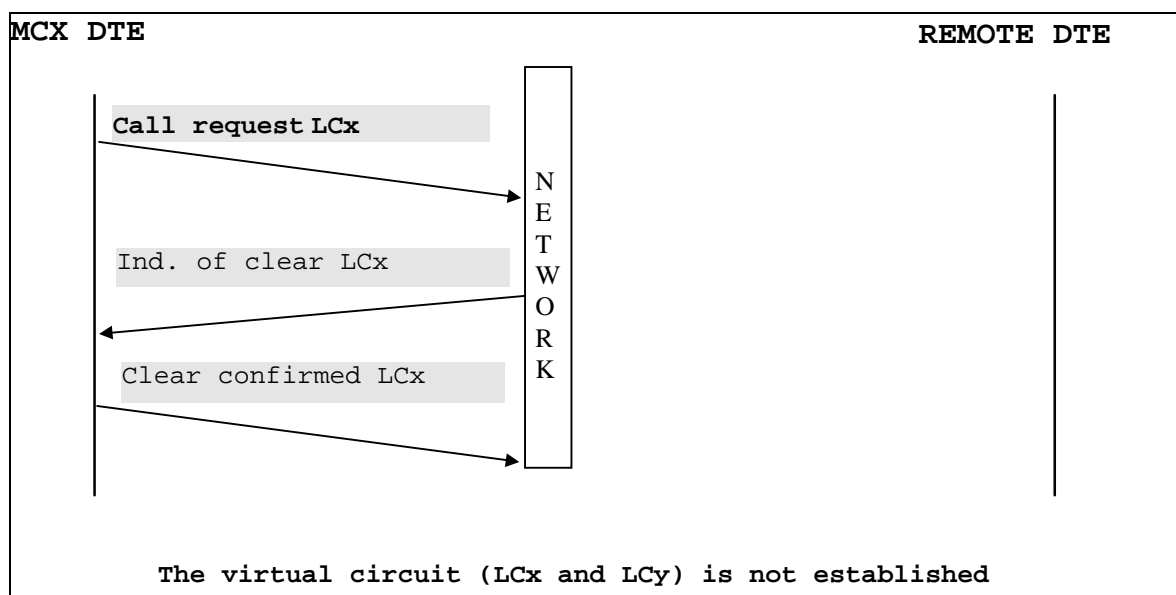 MCX DTE
REMOTE DTE
Call request LCx
N
E
T
W
O
R
K
Ind. of clear LCx
Clear confirmed LCx
The virtual circuit (LCx and LCy) is not established